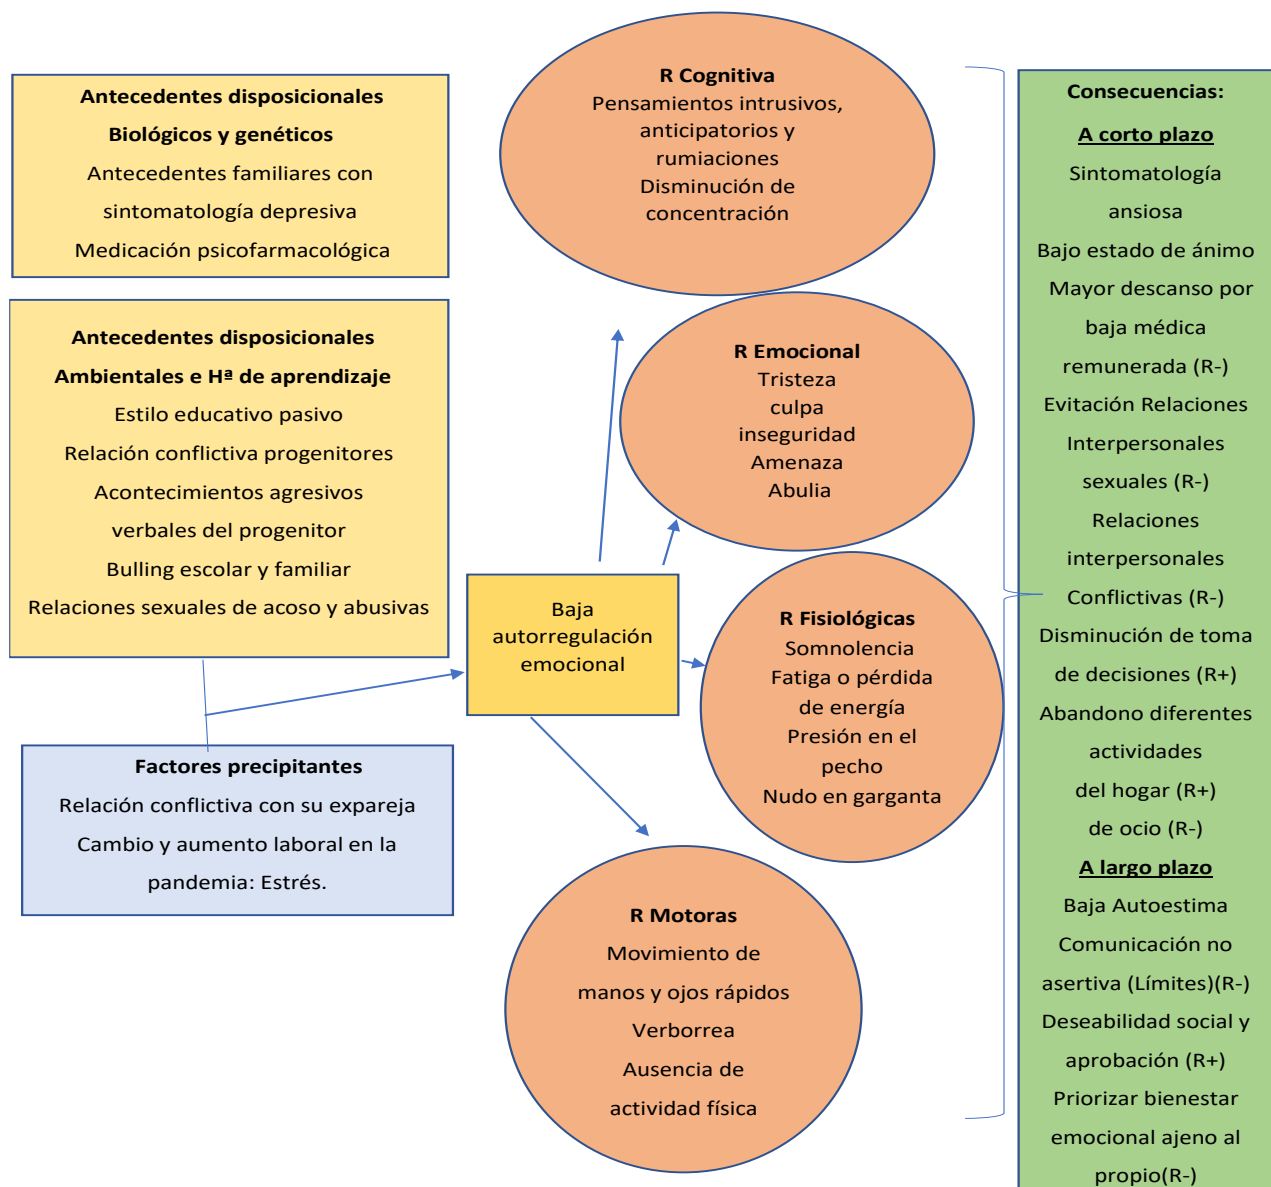 Antecedentes disposicionales
Biológicos y genéticos
Antecedentes familiares con
sintomatología depresiva
Medicación psicofarmacológica
Antecedentes disposicionales
Ambientales e Hª de aprendizaje
Estilo educativo pasivo
Relación conflictiva progenitores
Acontecimientos agresivos
verbales del progenitor
Bulling escolar y familiar
Relaciones sexuales de acoso y abusivas
Factores precipitantes
Relación conflictiva con su expareja
Cambio y aumento laboral en la
pandemia: Estrés.
Baja
autorregulación
emocional
R Cognitiva
Pensamientos intrusivos,
anticipatorios y
rumiaciones
Disminución de
concentración
R Emocional
Tristeza
culpa
inseguridad
Amenaza
Abulia
R Fisiológicas
Somnolencia
Fatiga o pérdida
de energía
Presión en el
pecho
Nudo en garganta
R Motoras
Movimiento de
manos y ojos rápidos
Verborrea
Ausencia de
actividad física
Consecuencias:
A corto plazo
Sintomatología
ansiosa
Bajo estado de ánimo
Mayor descanso por
baja médica
remunerada (R-)
Evitación Relaciones
Interpersonales
sexuales (R-)
Relaciones
interpersonales
Conflictivas (R-)
Disminución de toma
de decisiones (R+)
Abandono diferentes
actividades
del hogar (R+)
de ocio (R-)
A largo plazo
Baja Autoestima
Comunicación no
asertiva (Límites)(R-)
Deseabilidad social y
aprobación (R+)
Priorizar bienestar
emocional ajeno al
propio(R-)